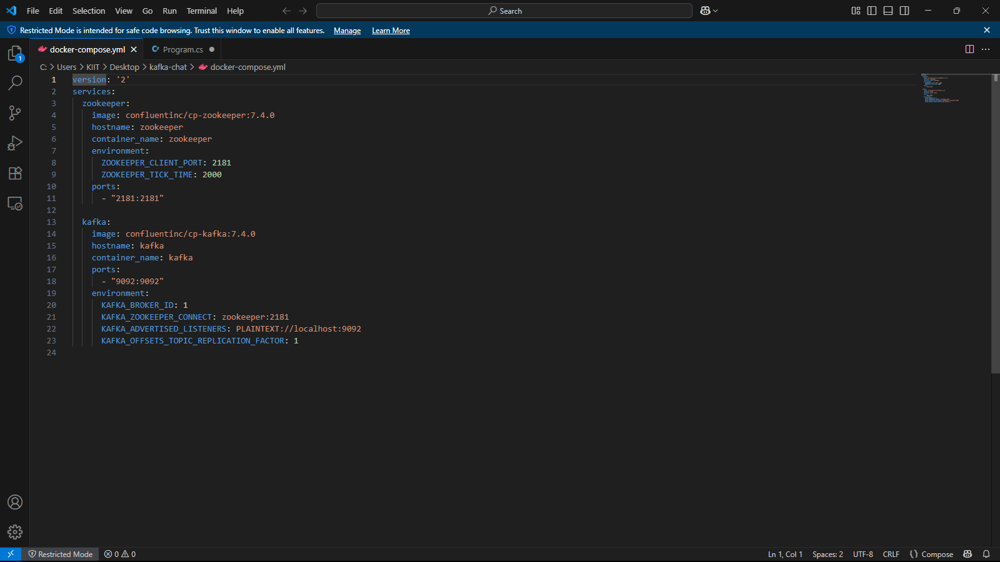 File Edit Selection View Go Run Terminal Help Search
Restricted Mode is intended for safe code browsing. Trust this window to enable all features. Manage Learn More
docker-compose.yml Program.cs
C: > Users > KIIT > Desktop > kafka-chat > docker-compose.yml
1 version: '2'
2 services:
3 zookeeper:
4 image: confluentinc/cp-zookeeper:7.4.0
5 hostname: zookeeper
6 container_name: zookeeper
7 environment:
8 ZOOKEEPER_CLIENT_PORT: 2181
9 ZOOKEEPER_TICK_TIME: 2000
10 ports:
11 - "2181:2181"
12
13 kafka:
14 image: confluentinc/cp-kafka:7.4.0
15 hostname: kafka
16 container_name: kafka
17 ports:
18 - "9092:9092"
19 environment:
20 KAFKA_BROKER_ID: 1
21 KAFKA_ZOOKEEPER_CONNECT: zookeeper:2181
22 KAFKA_ADVERTISED_LISTENERS: PLAINTEXT://localhost:9092
23 KAFKA_OFFSETS_TOPIC_REPLICATION_FACTOR: 1
24
1
Restricted Mode 0 0 Ln 1, Col 1 Spaces: 2 UTF-8 CRLF {} Compose